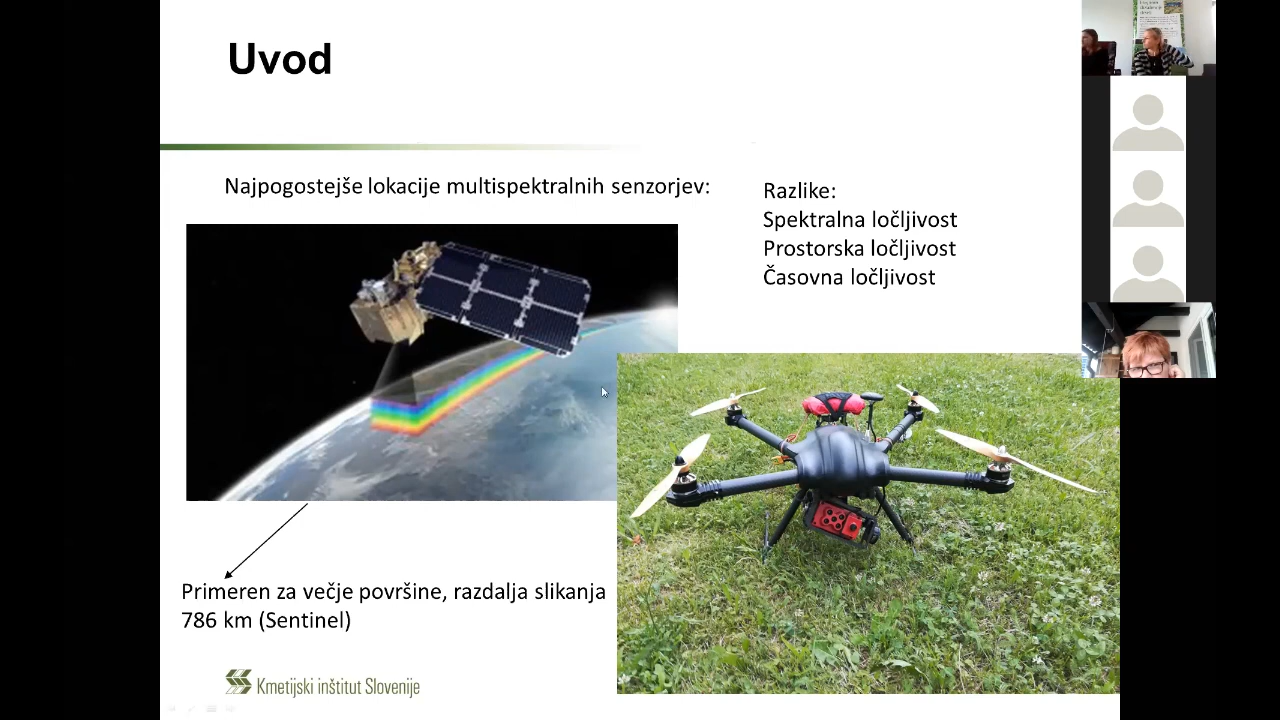 Uvod
Najpogostejše lokacije multispektralnih senzorjev:
Razlike:
Spektralna ločljivost
Prostorska ločljivost
Časovna ločljivost
Primeren za večje površine, razdalja slikanja
786 km (Sentinel)
Kmetijski inštitut Slovenije